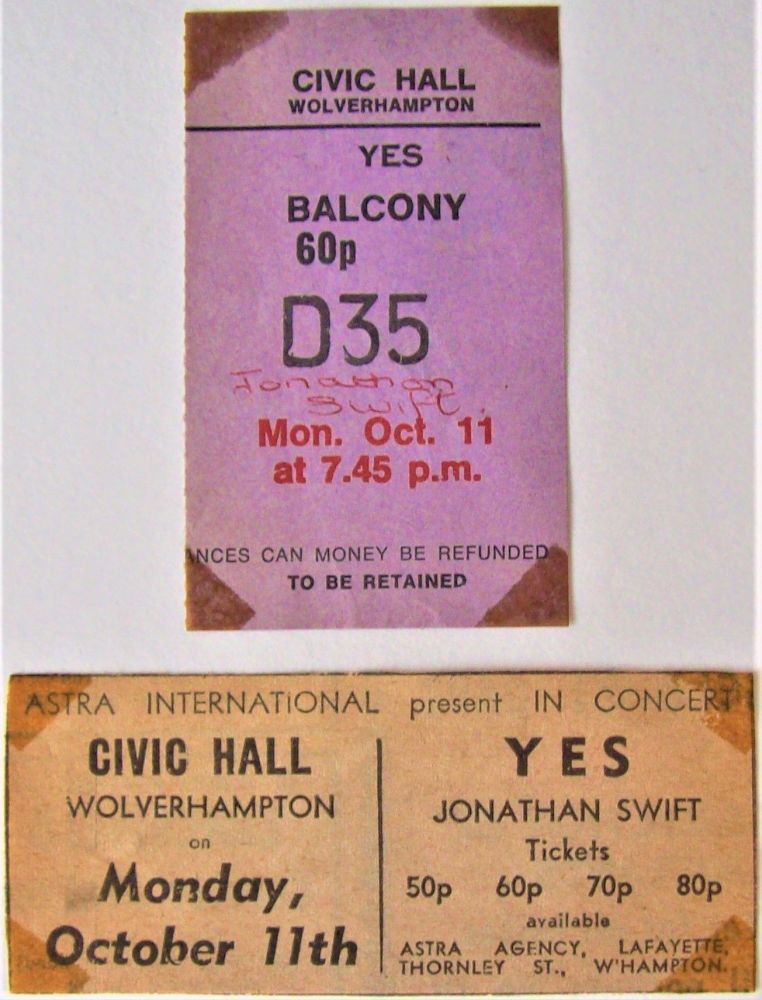 CIVIC HALL
WOLVERHAMPTON
YES
BALCONY
60p
D35
Jonathan
Swift
Mon. Oct. 11
at 7.45 p.m.
ANCES CAN MONEY BE REFUNDED
TO BE RETAINED
ASTRA INTERNATIONAL present IN CONCERT
CIVIC HALL
WOLVERHAMPTON
on
Monday,
October 11th
YES
JONATHAN SWIFT
Tickets
50p 60p 70p 80p
available
ASTRA AGENCY, LAFAYETTE,
THORNLEY ST., W'HAMPTON.